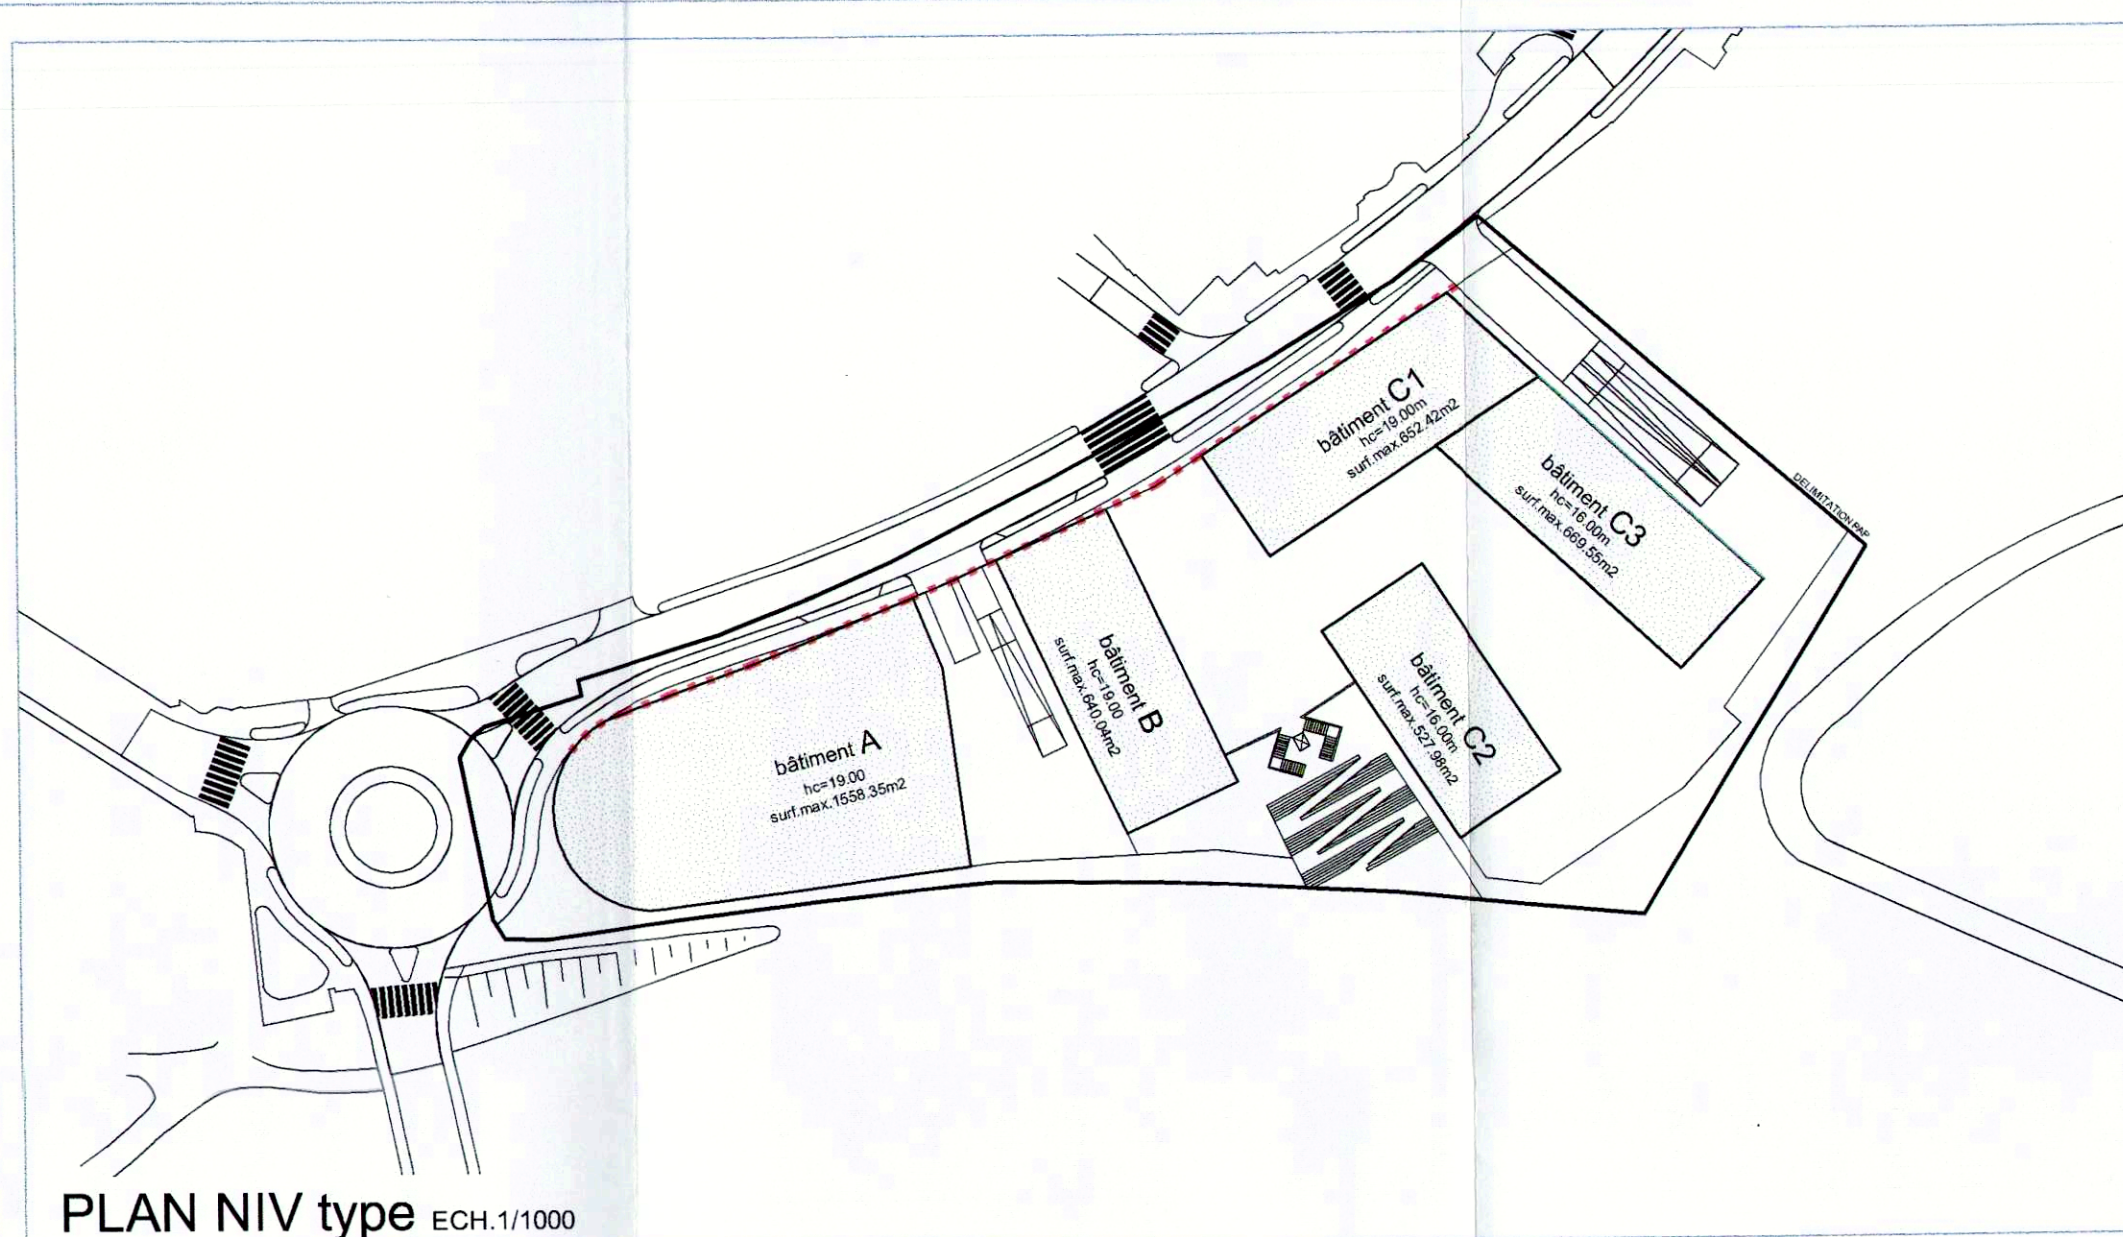 bâtiment C1
hc=19.00m
surf.max.652.42m2
bâtiment C3
hc=16.00m
surf.max.669.55m2
DELIMITATION PAP
bâtiment B
hc=19.00
surf.max.640.04m2
bâtiment C2
hc=16.00m
surf.max.527.98m2
bâtiment A
hc=19.00
surf.max.1558.35m2
PLAN NIV type ECH.1/1000